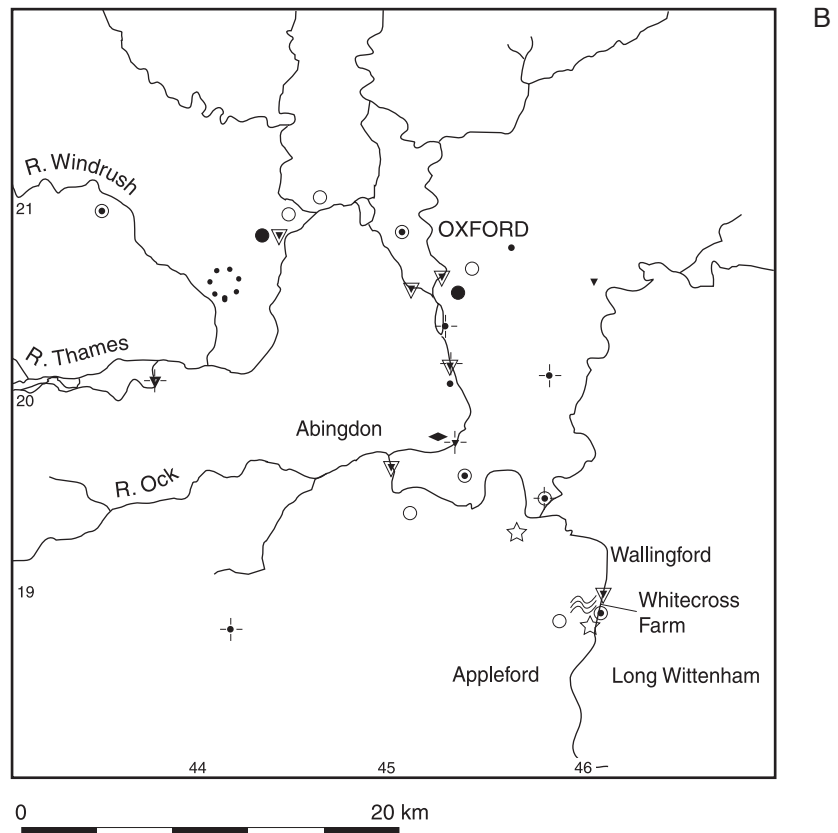 B
R. Windrush
21
OXFORD
R. Thames
20
Abingdon
R. Ock
Wallingford
19
Whitecross
Farm
Appleford
Long Wittenham
44
45
46
0
20 km